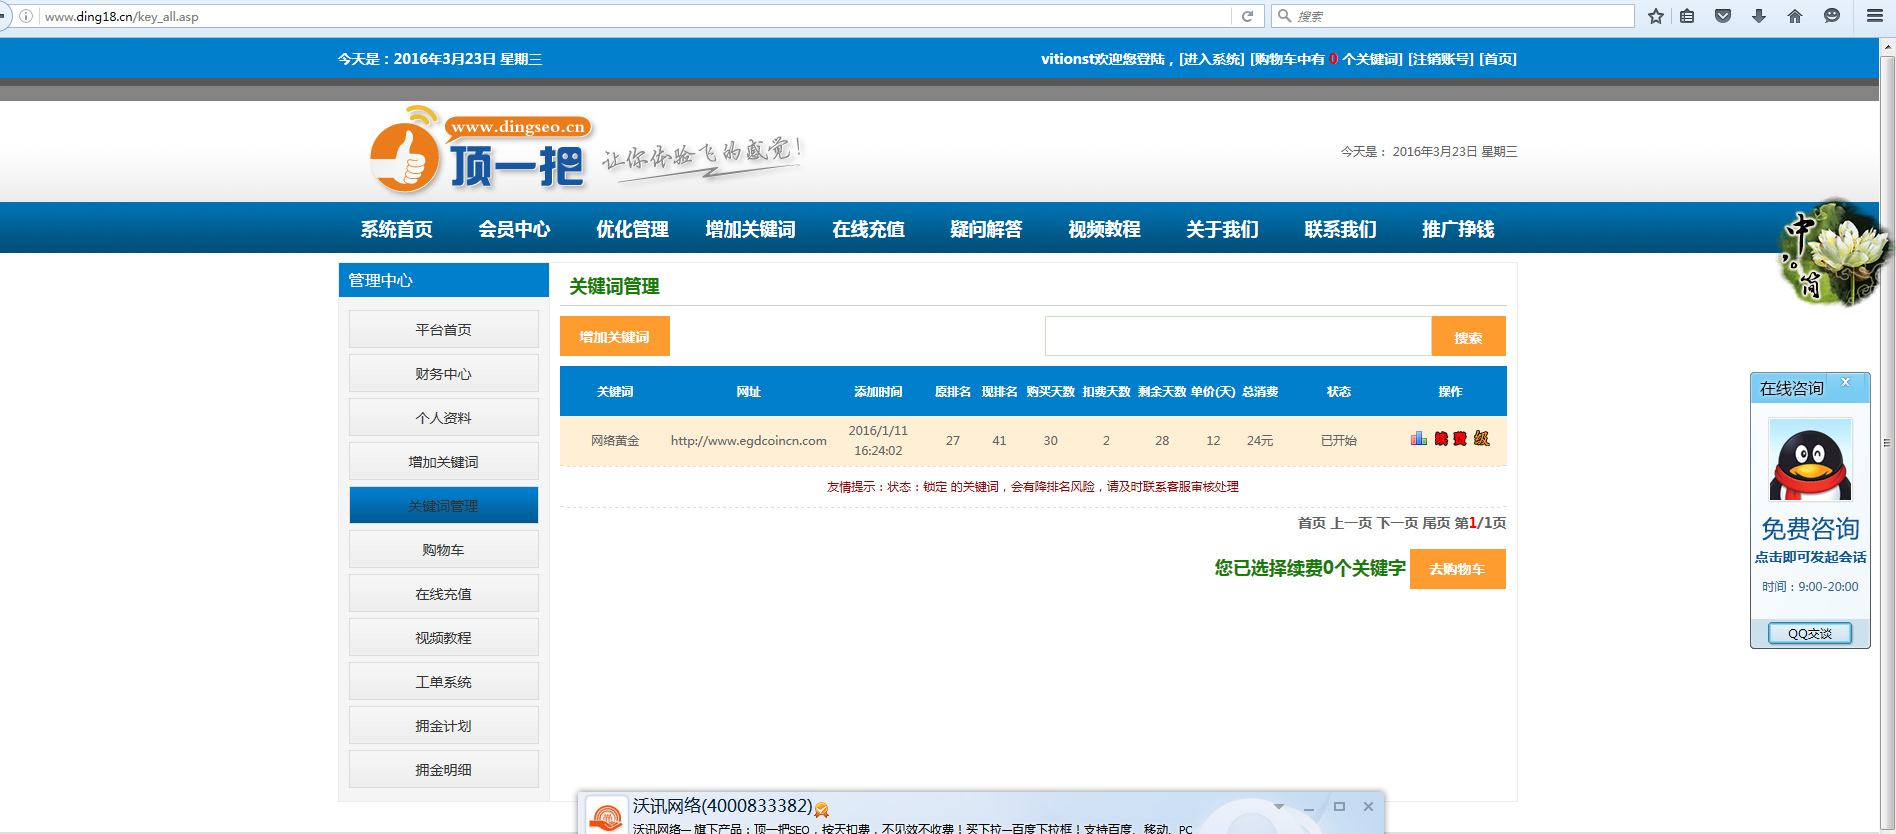 www.ding18.cn/key_all.asp
搜索
今天是：2016年3月23日 星期三
vitionst欢迎您登陆，[进入系统] [购物车中有 0 个关键词] [注销账号] [首页]
www.dingseo.cn
顶一把
让你体验飞的感觉！
今天是： 2016年3月23日 星期三
系统首页 会员中心 优化管理 增加关键词 在线充值 疑问解答 视频教程 关于我们 联系我们 推广挣钱
中
简
管理中心
平台首页
财务中心
个人资料
增加关键词
关键词管理
购物车
在线充值
视频教程
工单系统
拥金计划
拥金明细
关键词管理
增加关键词
搜索
关键词 网址 添加时间 原排名 现排名 购买天数 扣费天数 剩余天数 单价(天) 总消费 状态 操作
网络黄金 http://www.egdcoincn.com 2016/1/11 16:24:02 27 41 30 2 28 12 24元 已开始 续 费 级
友情提示：状态：锁定 的关键词，会有降排名风险，请及时联系客服审核处理
首页 上一页 下一页 尾页 第1/1页
您已选择续费0个关键字 去购物车
在线咨询
免费咨询
点击即可发起会话
时间：9:00-20:00
QQ交谈
沃讯网络(4000833382)
沃讯网络— 旗下产品：顶一把SEO，按天扣费，不见效不收费！买下拉—百度下拉框！支持百度、移动、PC